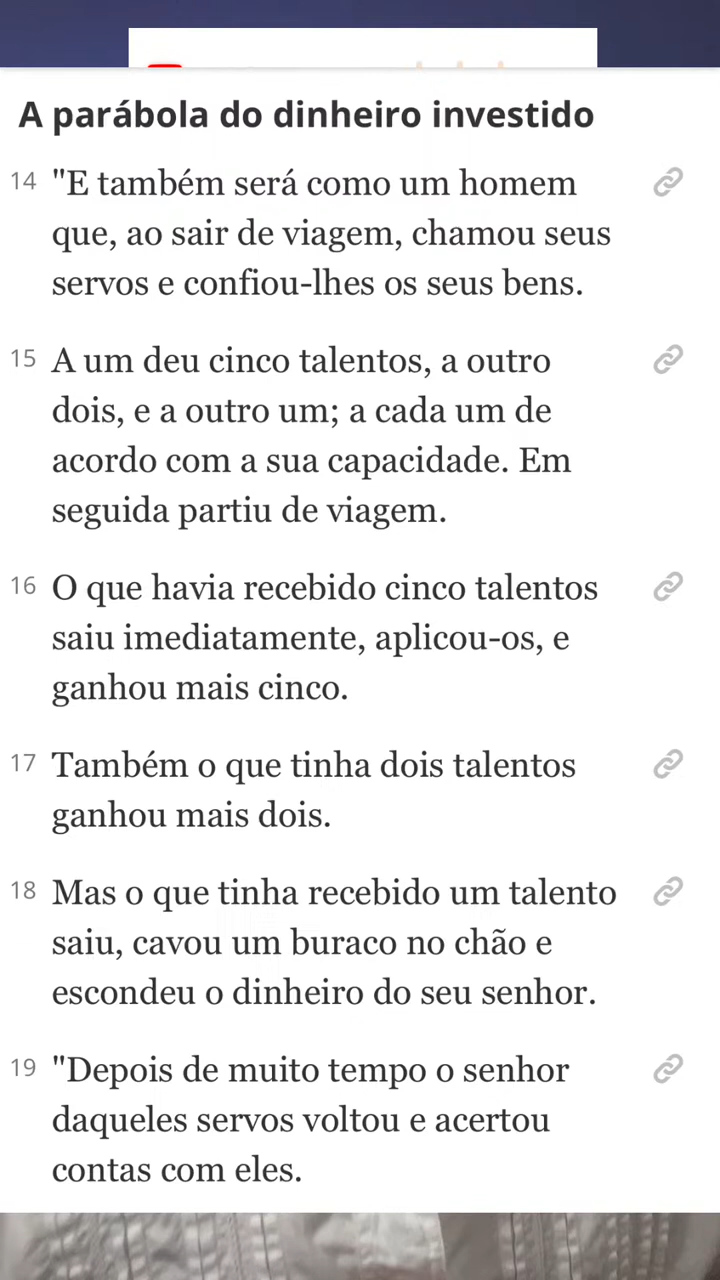 A parábola do dinheiro investido
14 "E também será como um homem
que, ao sair de viagem, chamou seus
servos e confiou-lhes os seus bens.
15 A um deu cinco talentos, a outro
dois, e a outro um; a cada um de
acordo com a sua capacidade. Em
seguida partiu de viagem.
16 O que havia recebido cinco talentos
saiu imediatamente, aplicou-os, e
ganhou mais cinco.
17 Também o que tinha dois talentos
ganhou mais dois.
18 Mas o que tinha recebido um talento
saiu, cavou um buraco no chão e
escondeu o dinheiro do seu senhor.
19 "Depois de muito tempo o senhor
daqueles servos voltou e acertou
contas com eles.